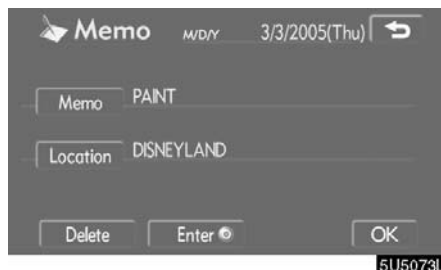 Memo M/D/Y 3/3/2005(Thu)
Memo PAINT
Location DISNEYLAND
Delete Enter OK
5U5073I